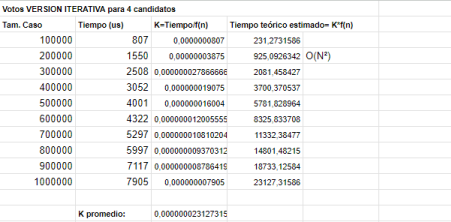 Votos VERSION ITERATIVA para 4 candidatos
Tam. Caso Tiempo (us) K=Tiempo/f(n) Tiempo teórico estimado= K*f(n)
100000 807 0,0000000807 231,2731586
200000 1550 0,00000003875 925,0926342 O(N²)
300000 2508 0,00000002786666 2081,458427
400000 3052 0,000000019075 3700,370537
500000 4001 0,000000016004 5781,828964
600000 4322 0,00000001200555 8325,833708
700000 5297 0,00000001081020 11332,38477
800000 5997 0,00000000937031 14801,48215
900000 7117 0,00000000878641 18733,12584
1000000 7905 0,000000007905 23127,31586
K promedio: 0,00000002312731